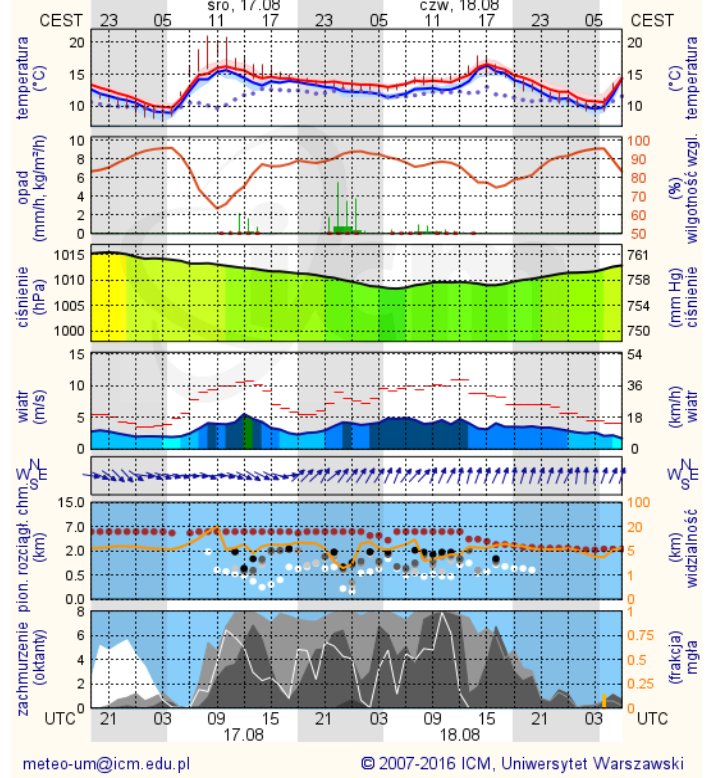 śro, 17.08 czw, 18.08
CEST 23 05 11 17 23 05 11 17 23 05 CEST
temperatura (°C) 20 15 10 20 15 10 temperatura (°C)
opad (mm/h, kg/m²/h) 10 8 6 4 2 0 100 90 80 70 60 50 (%) wilgotność wzgl.
ciśnienie (hPa) 1015 1010 1005 1000 761 758 754 750 (mm Hg) ciśnienie
wiatr (m/s) 15 10 5 0 54 36 18 0 (km/h) wiatr
N W E S N W E S
pion. rozciągł. chm. (km) 15.0 7.0 2.0 0.5 0.0 100 20 5 1 0 (km) widzialność
zachmurzenie (oktanty) 8 6 4 2 0 1 0.75 0.5 0.25 0 (frakcja) mgła
UTC 21 03 09 15 21 03 09 15 21 03 UTC
17.08 18.08
meteo-um@icm.edu.pl © 2007-2016 ICM, Uniwersytet Warszawski